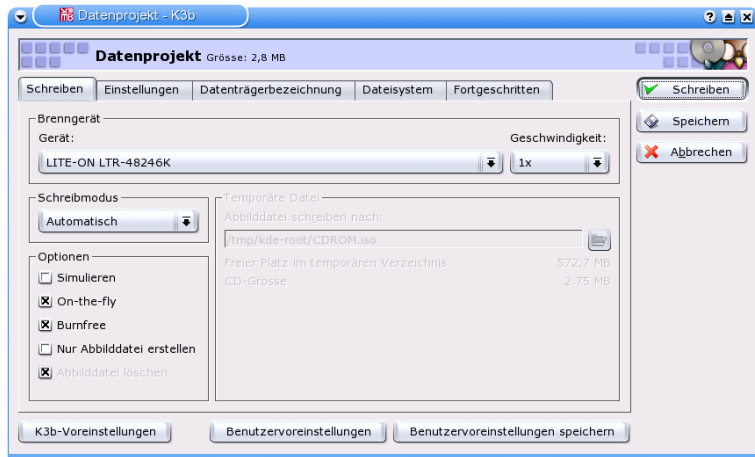 Datenprojekt - K3b
Datenprojekt Grösse: 2,8 MB
Schreiben Einstellungen Datenträgerbezeichnung Dateisystem Fortgeschritten
Schreiben
Speichern
Abbrechen
Brenngerät
Gerät: Geschwindigkeit:
LITE-ON LTR-48246K 1x
Schreibmodus
Automatisch
Temporäre Datei
Abbilddatei schreiben nach:
/tmp/kde-root/CDROM.iso
Freier Platz im temporären Verzeichnis 572,7 MB
CD-Grösse 2.75 MB
Optionen
Simulieren
On-the-fly
Burnfree
Nur Abbilddatei erstellen
Abbilddatei löschen
K3b-Voreinstellungen Benutzervoreinstellungen Benutzervoreinstellungen speichern